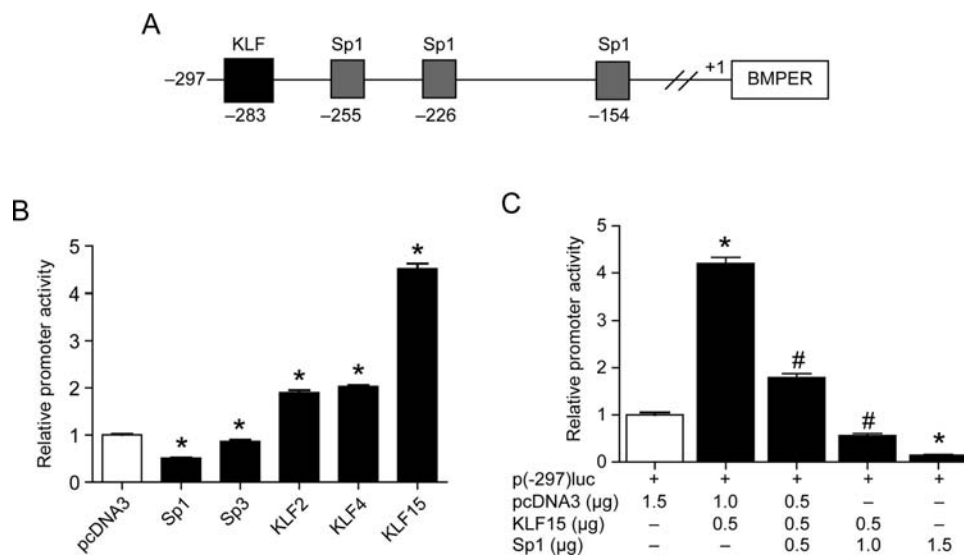 A
KLF Sp1 Sp1 Sp1
–297 +1 BMPER
–283 –255 –226 –154
B
Relative promoter activity
5
4
3
2
1
0
* * * * *
pcDNA3 Sp1 Sp3 KLF2 KLF4 KLF15
C
Relative promoter activity
5
4
3
2
1
0
* # # *
p(-297)luc + + + + +
pcDNA3 (µg) 1.5 1.0 0.5 – –
KLF15 (µg) – 0.5 0.5 0.5 –
Sp1 (µg) – – 0.5 1.0 1.5